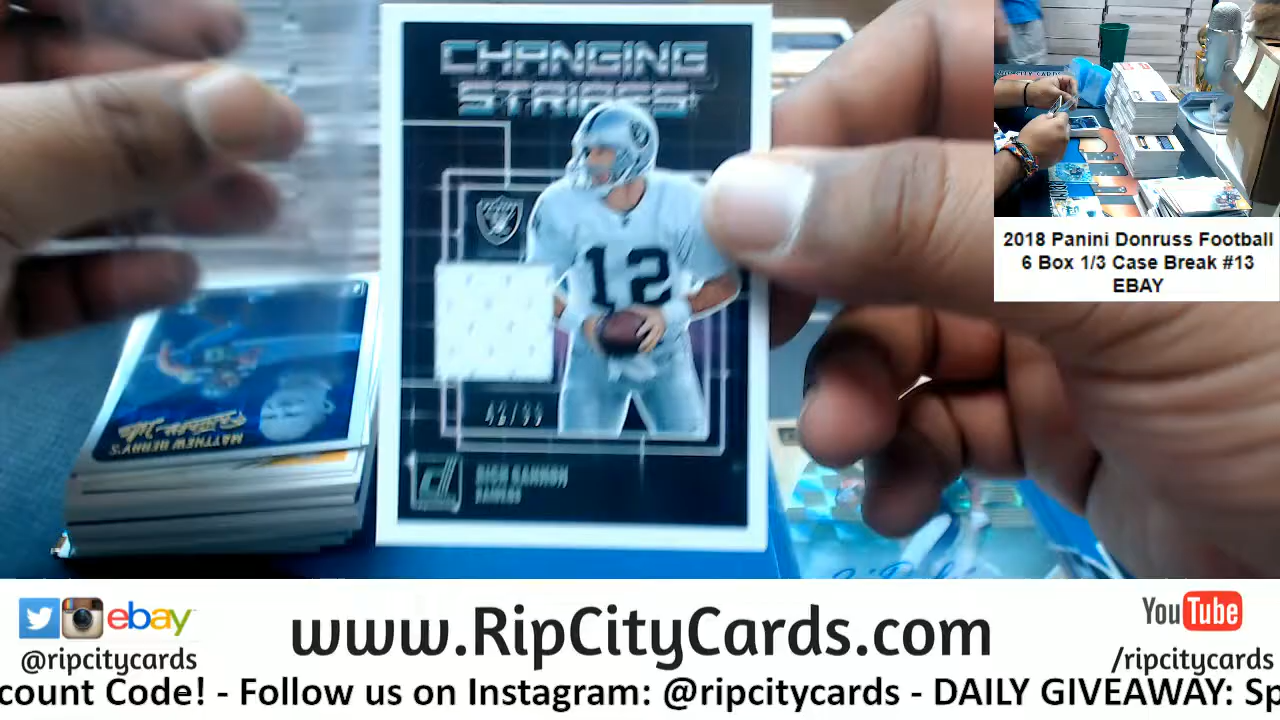 CHANGING
STRIPES
12
42/99
RICH GANNON
RAIDERS
MATTHEW BERRY'S
2018 Panini Donruss Football
6 Box 1/3 Case Break #13
EBAY
ebay
@ripcitycards
www.RipCityCards.com
YouTube
/ripcitycards
count Code! - Follow us on Instagram: @ripcitycards - DAILY GIVEAWAY: Sp